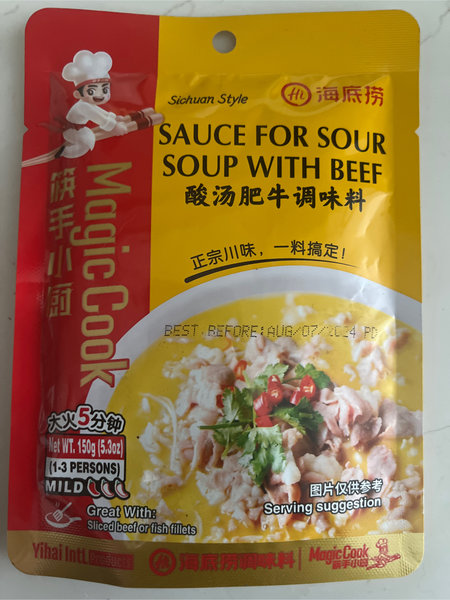 Sichuan Style
Hi 海底捞
SAUCE FOR SOUR
SOUP WITH BEEF
酸汤肥牛调味料
正宗川味，一料搞定！
Magic Cook
筷手小厨
BEST BEFORE:AUG/07/2024 PD
大火5分钟
Net WT. 150g (5.3oz)
(1-3 PERSONS)
MILD
Great With:
Sliced beef or fish fillets
图片仅供参考
Serving suggestion
Yihai Intl Products
Hi 海底捞调味料
Magic Cook
筷手小厨